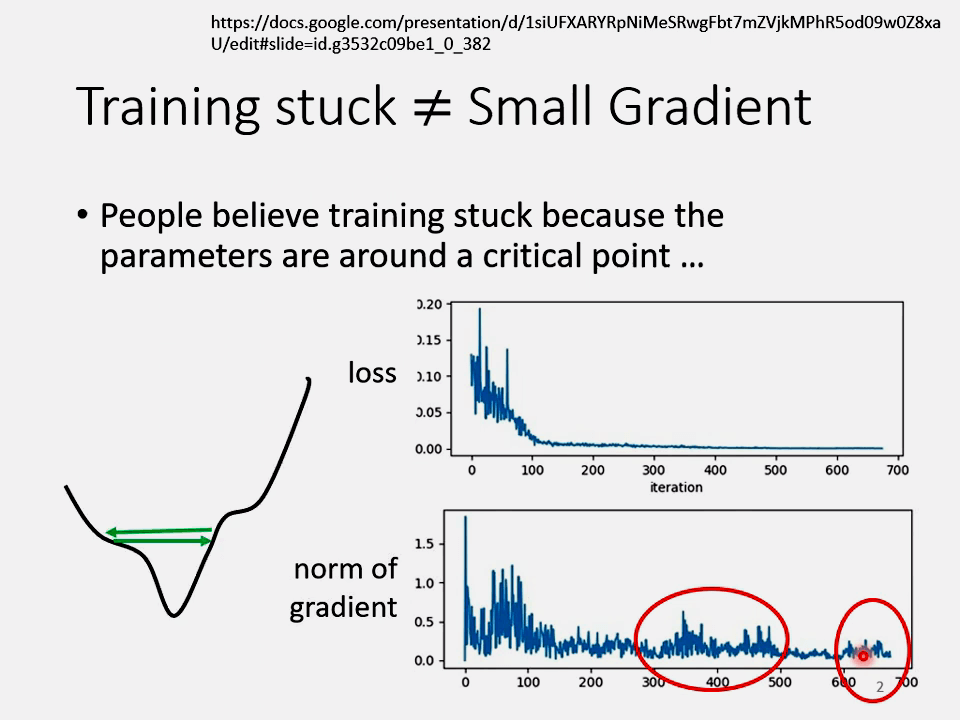 https://docs.google.com/presentation/d/1siUFXARYRpNiMeSRwgFbt7mZVjkMPhR5od09w0Z8xa
U/edit#slide=id.g3532c09be1_0_382
Training stuck ≠ Small Gradient
• People believe training stuck because the
parameters are around a critical point …
loss
0.20
0.15
0.10
0.05
0.00
0 100 200 300 400 500 600 700
iteration
norm of
gradient
1.5
1.0
0.5
0.0
0 100 200 300 400 500 600 700
2